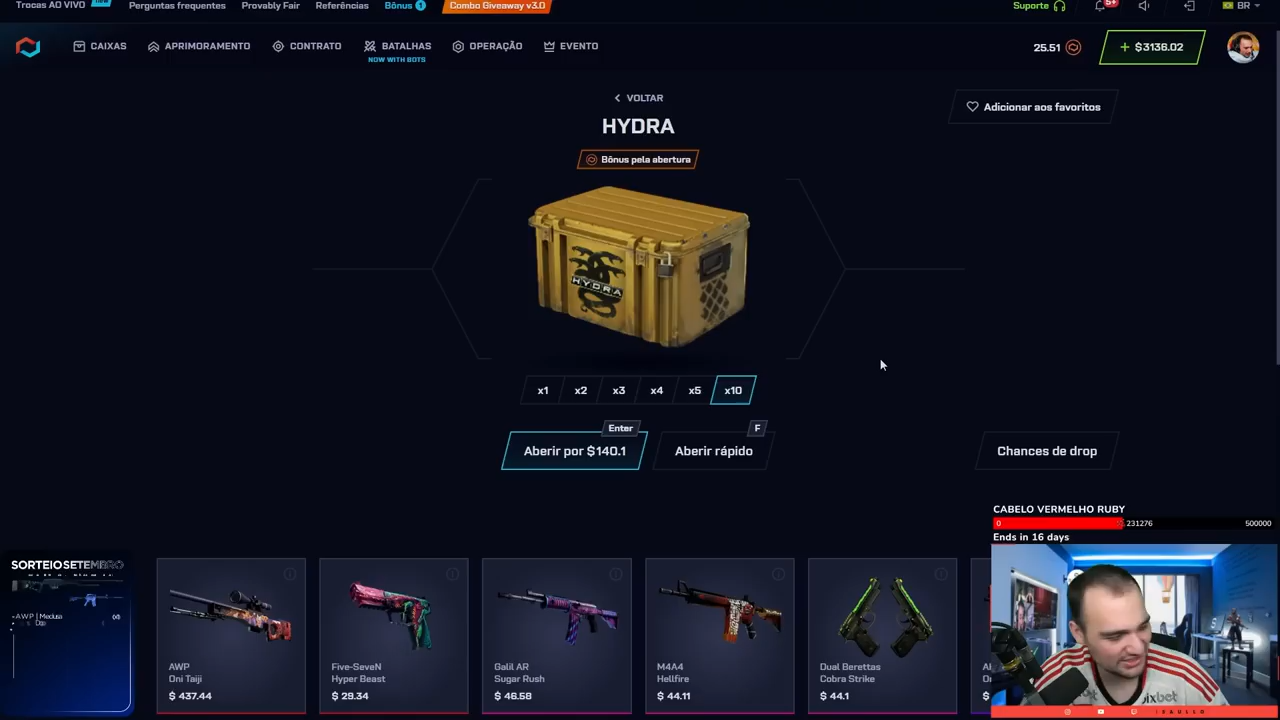 Trocas AO VIVO
Perguntas frequentes
Provably Fair
Referências
Bônus 1
Combo Giveaway v3.0
Suporte
5+
BR
CAIXAS
APRIMORAMENTO
CONTRATO
BATALHAS
NOW WITH BOTS
OPERAÇÃO
EVENTO
25.51
+ $3136.02
VOLTAR
Adicionar aos favoritos
HYDRA
Bônus pela abertura
HYDRA
x1 x2 x3 x4 x5 x10
Enter
F
Aberir por $140.1
Aberir rápido
Chances de drop
CABELO VERMELHO RUBY
0 231276 500000
Ends in 16 days
SORTEIO SETEMBRO
AWP | Medusa
AWP
Oni Taiji
$ 437.44
Five-SeveN
Hyper Beast
$ 29.34
Galil AR
Sugar Rush
$ 46.58
M4A4
Hellfire
$ 44.11
Dual Berettas
Cobra Strike
$ 44.1